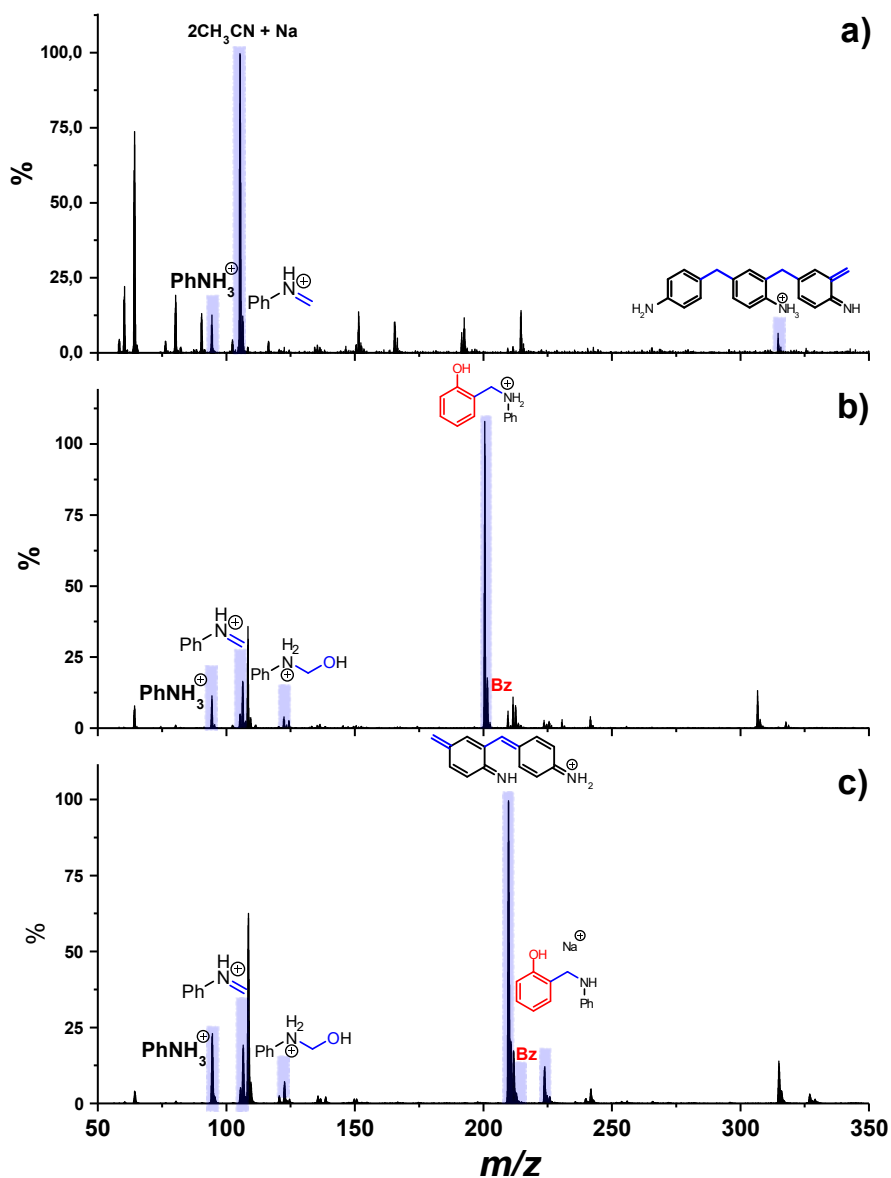 2CH₃CN + Na
a)
100,0
75,0
50,0
25,0
0,0
%
PhNH₃⊕
H
N⊕
Ph
H₂N
⊕
NH₃
NH
b)
OH
⊕
NH₂
Ph
100
75
50
25
0
%
H
N⊕
Ph
PhNH₃⊕
H₂
N
Ph
⊕
OH
Bz
c)
NH
⊕
NH₂
100
75
50
25
0
%
H
N⊕
Ph
PhNH₃⊕
H₂
N
Ph
⊕
OH
Na⊕
OH
NH
Ph
Bz
50
100
150
200
250
300
350
m/z